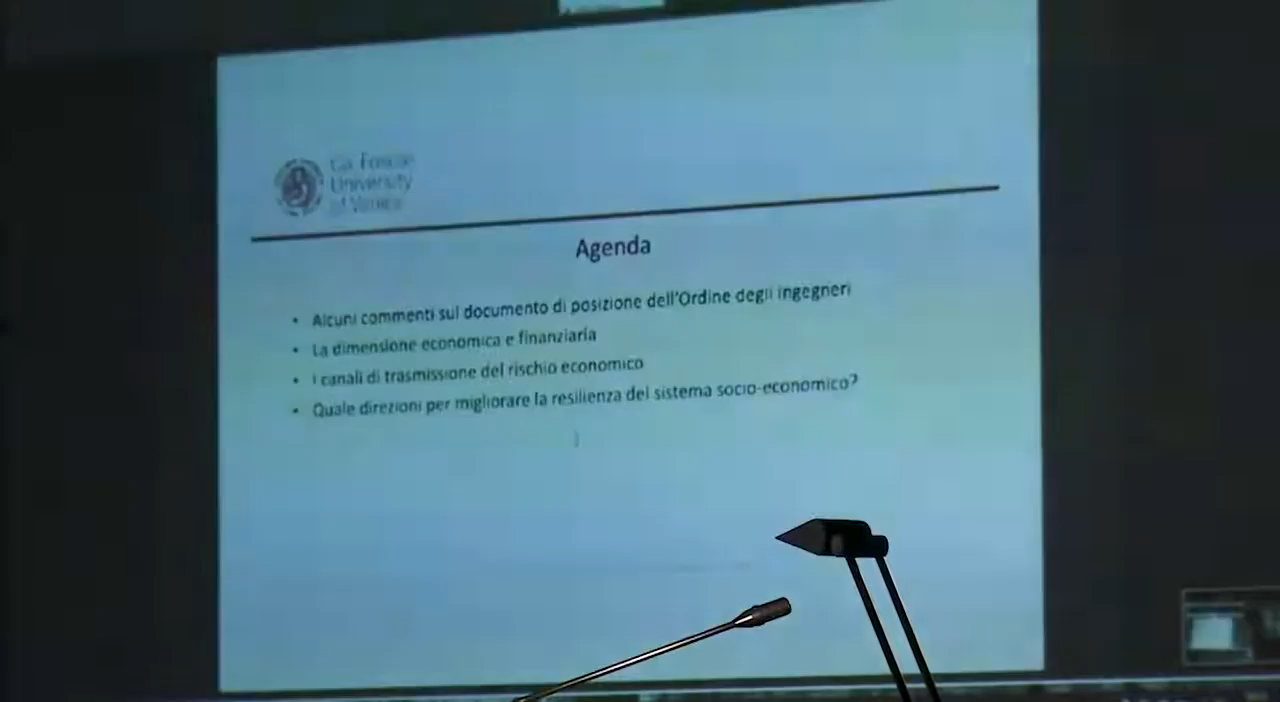 Ca' Foscari
University
of Venice
Agenda
• Alcuni commenti sul documento di posizione dell'Ordine degli ingegneri
• La dimensione economica e finanziaria
• I canali di trasmissione del rischio economico
• Quale direzioni per migliorare la resilienza del sistema socio-economico?